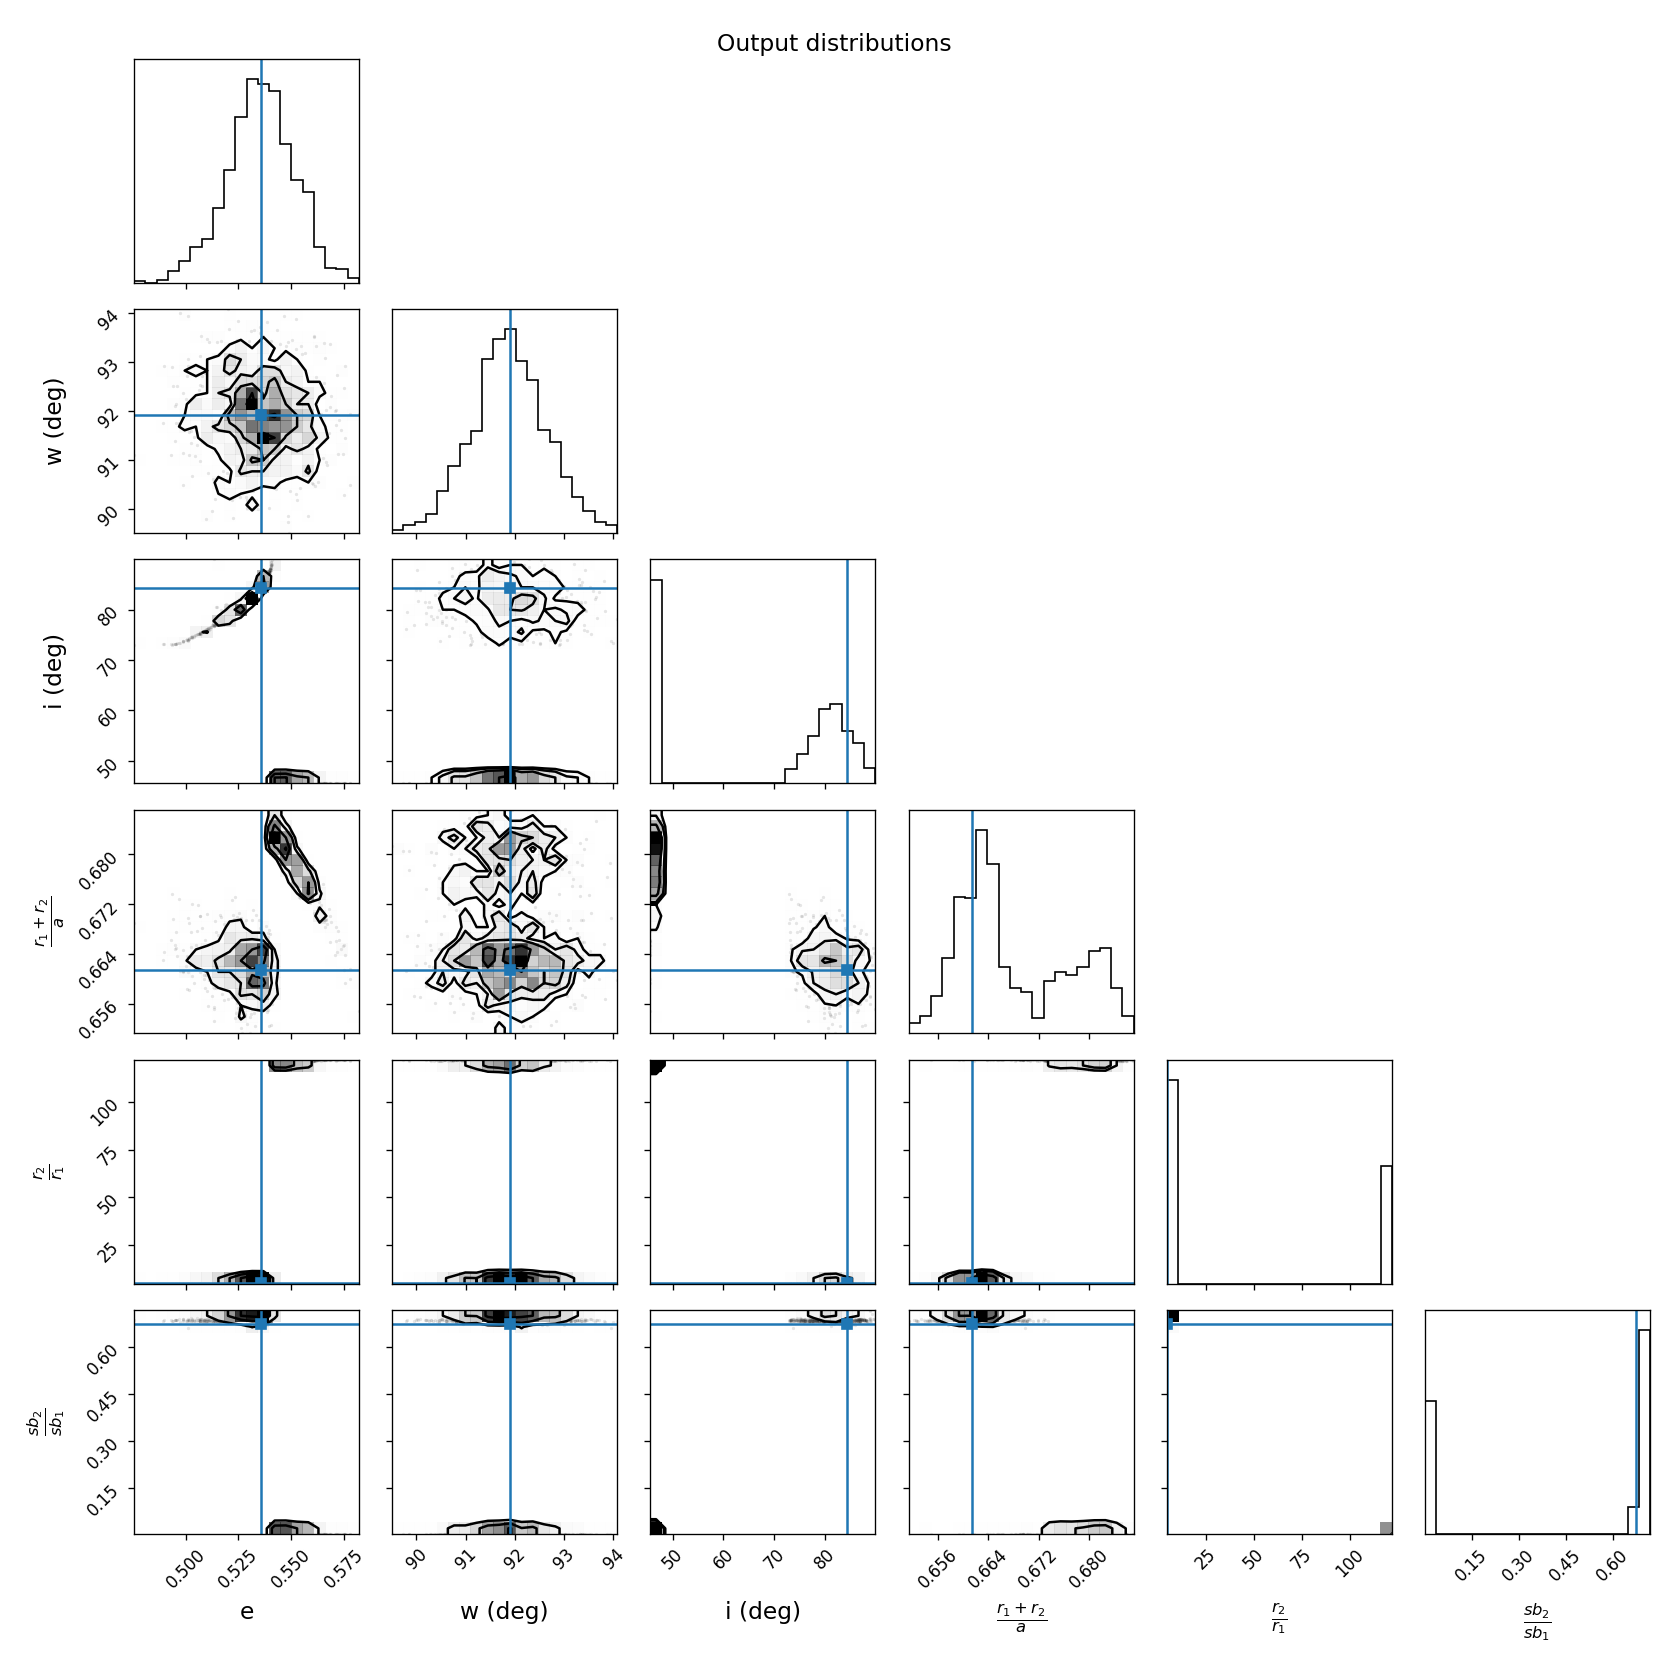 Output distributions
94
93
92
91
90
w (deg)
80
70
60
50
i (deg)
0.680
0.672
0.664
0.656
r₁ + r₂
a
100
75
50
25
r₂
r₁
0.60
0.45
0.30
0.15
sb₂
sb₁
0.500 0.525 0.550 0.575 90 91 92 93 94 50 60 70 80 0.656 0.664 0.672 0.680 25 50 75 100 0.15 0.30 0.45 0.60
e w (deg) i (deg)
r₁ + r₂
a
r₂
r₁
sb₂
sb₁